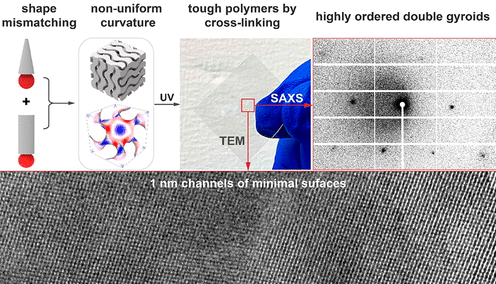 shape
mismatching
non-uniform
curvature
tough polymers by
cross-linking
highly ordered double gyroids
+
UV
SAXS
TEM
1 nm channels of minimal sufaces